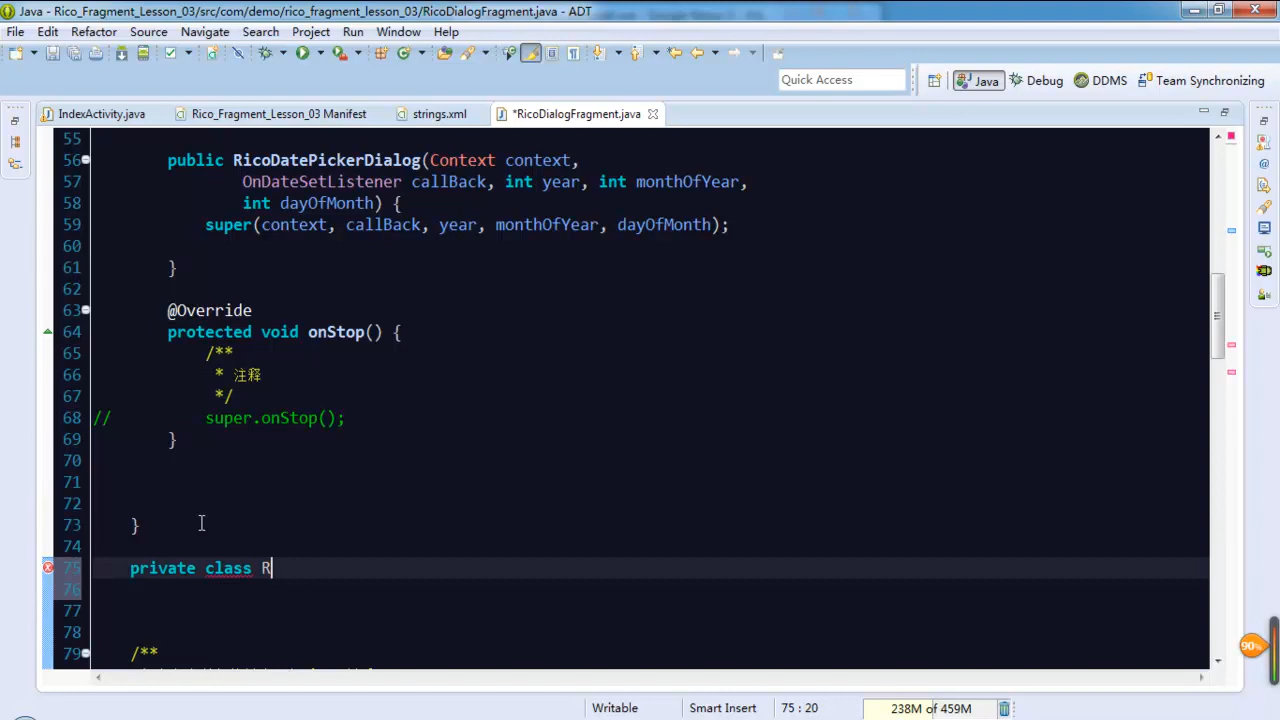 Java - Rico_Fragment_Lesson_03/src/com/demo/rico_fragment_lesson_03/RicoDialogFragment.java - ADT
File Edit Refactor Source Navigate Search Project Run Window Help
Quick Access Java Debug DDMS Team Synchronizing
IndexActivity.java Rico_Fragment_Lesson_03 Manifest strings.xml *RicoDialogFragment.java
55
56 public RicoDatePickerDialog(Context context,
57 OnDateSetListener callBack, int year, int monthOfYear,
58 int dayOfMonth) {
59 super(context, callBack, year, monthOfYear, dayOfMonth);
60
61 }
62
63 @Override
64 protected void onStop() {
65 /**
66 * 注释
67 */
68 // super.onStop();
69 }
70
71
72
73 }
74
75 private class R
76
77
78
79 /**
90%
Writable Smart Insert 75 : 20 238M of 459M